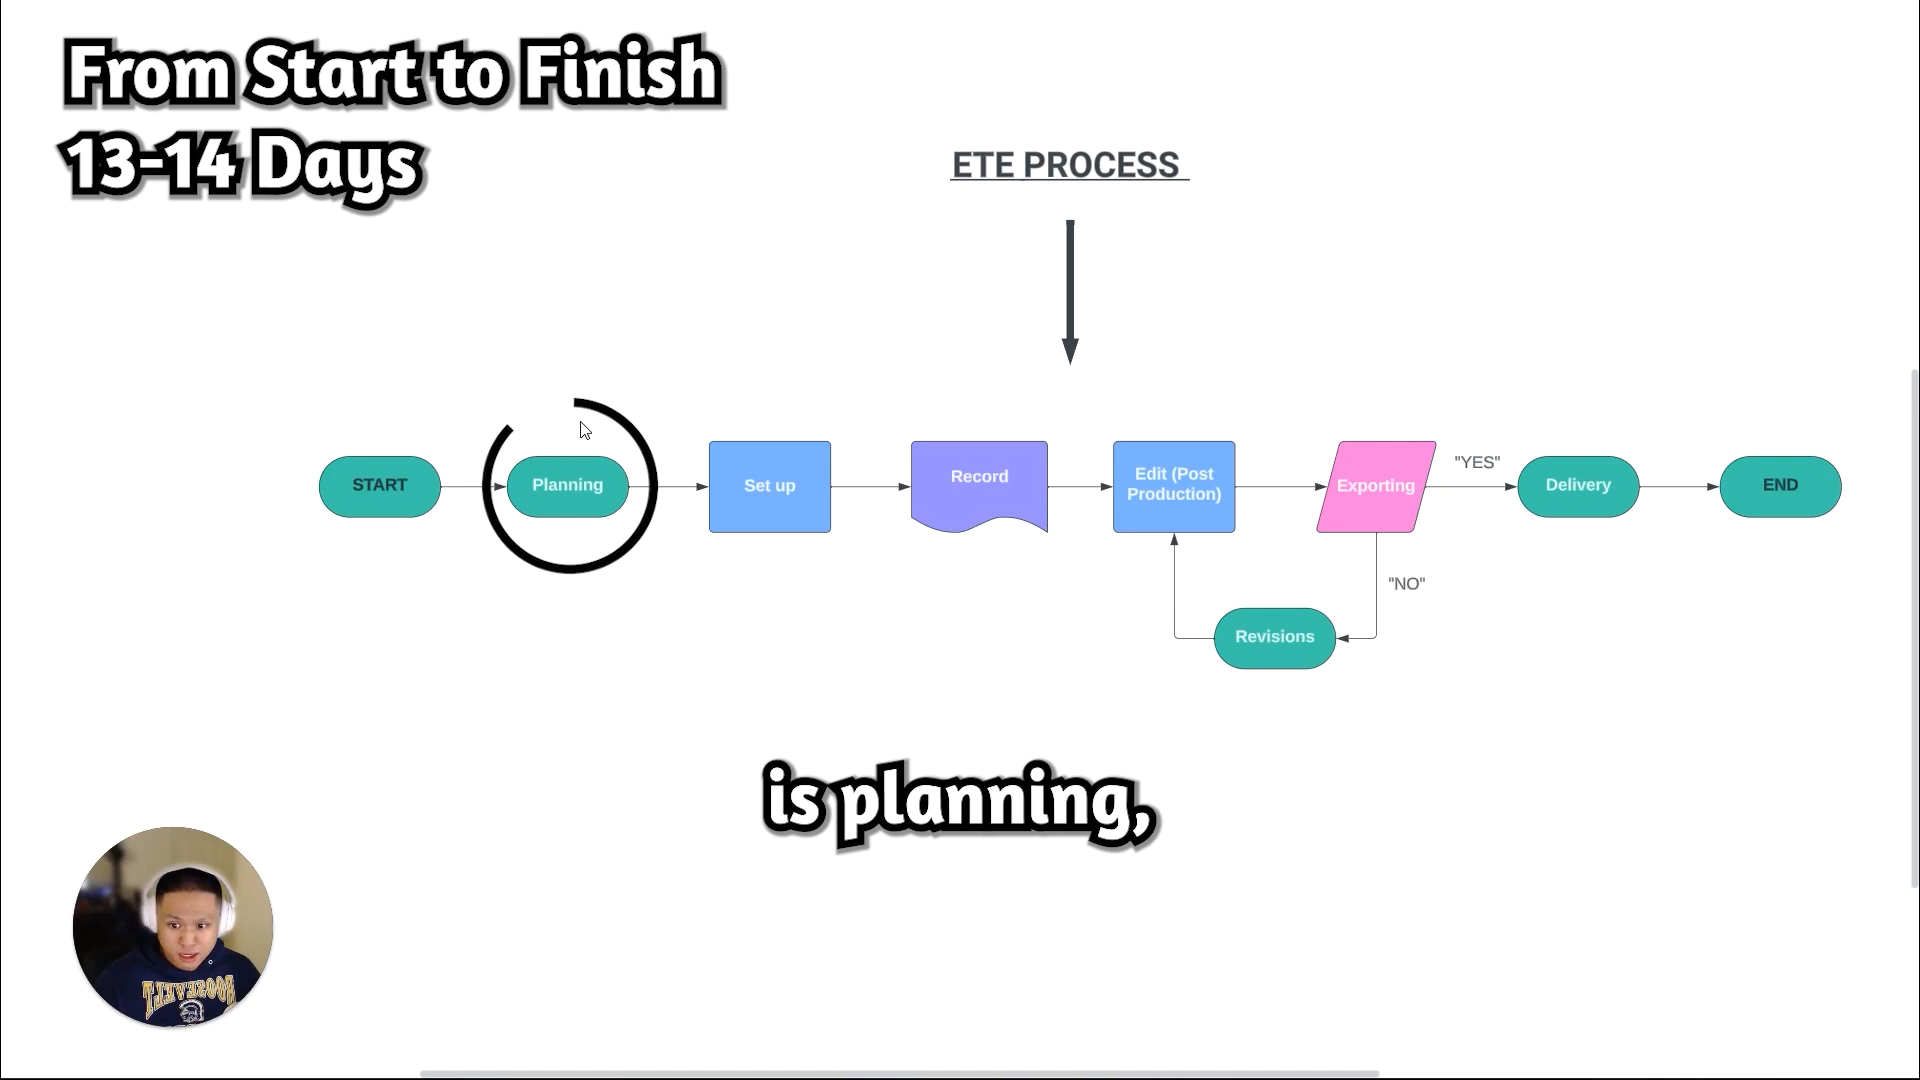 From Start to Finish
13-14 Days
ETE PROCESS
START
Planning
Set up
Record
Edit (Post
Production)
Exporting
"YES"
Delivery
END
"NO"
Revisions
is planning,
ROOSEVELT